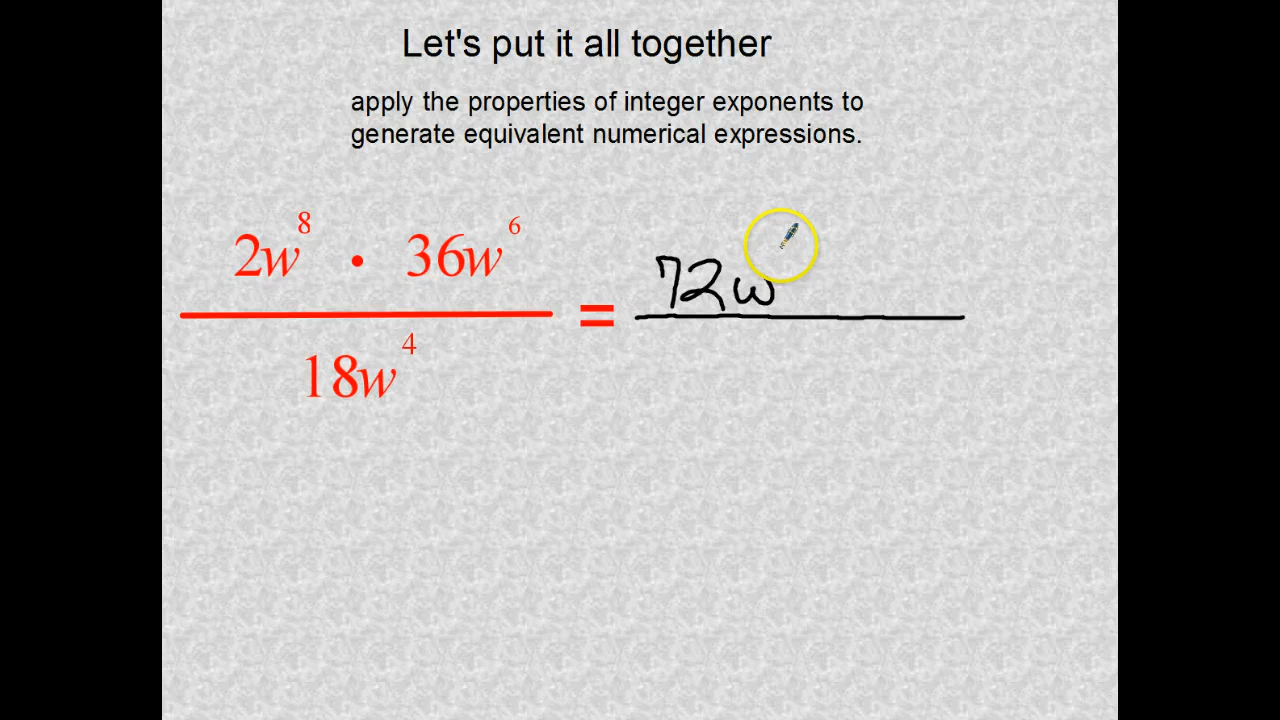 Let's put it all together
apply the properties of integer exponents to
generate equivalent numerical expressions.
2w⁸ • 36w⁶ = 72w
18w⁴